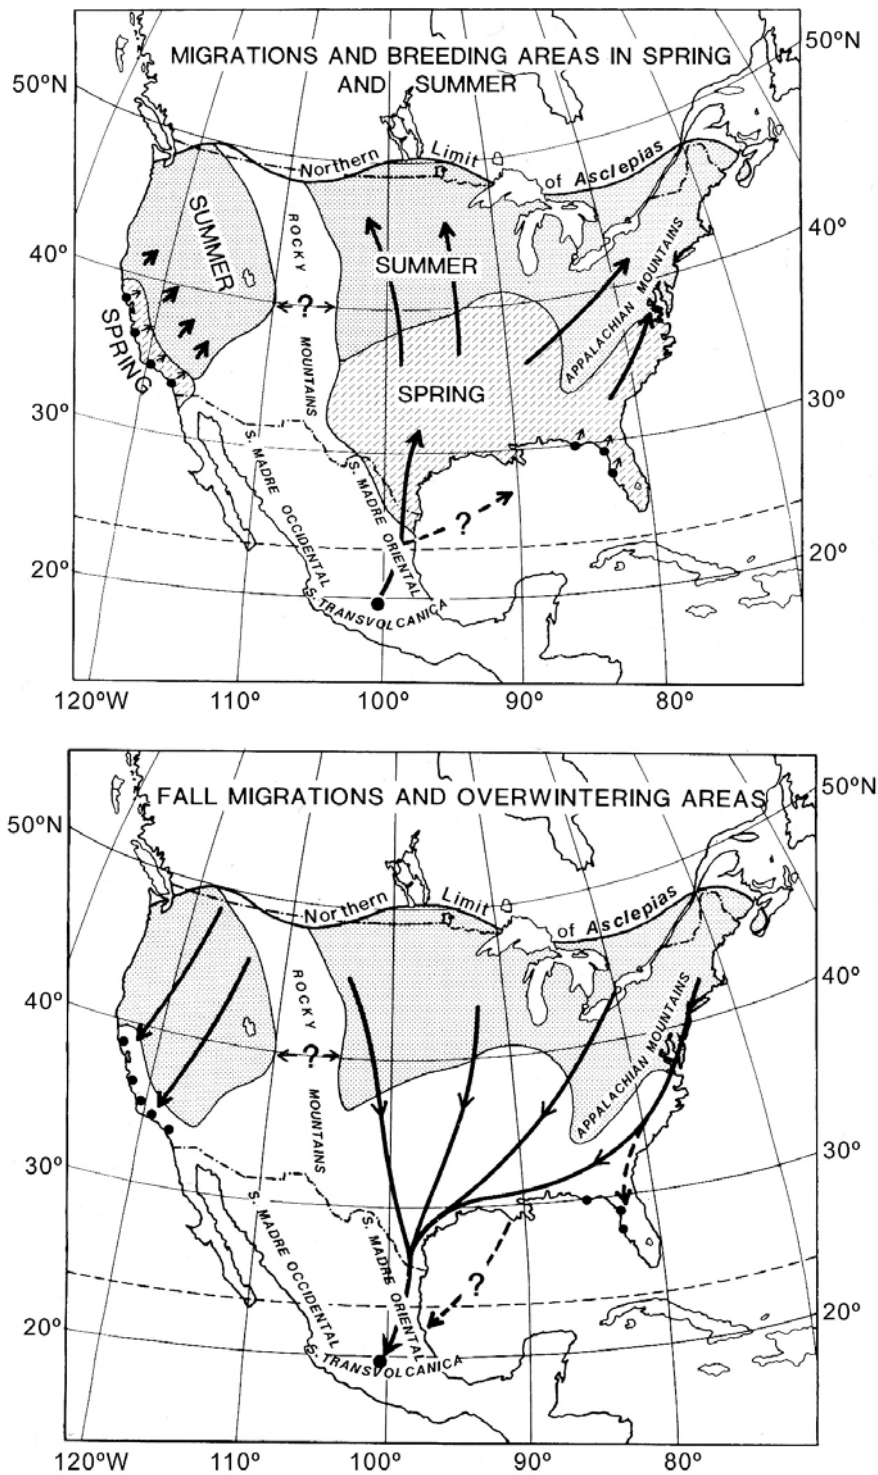 MIGRATIONS AND BREEDING AREAS IN SPRING
AND SUMMER
50ºN
50ºN
Northern Limit of Asclepias
SUMMER
ROCKY
MOUNTAINS
40º
40º
SUMMER
?
APPALACHIAN MOUNTAINS
SPRING
SPRING
30º
30º
S. MADRE OCCIDENTAL
S. MADRE ORIENTAL
?
20º
20º
S. TRANSVOLCANICA
120ºW
110º
100º
90º
80º
FALL MIGRATIONS AND OVERWINTERING AREAS
50ºN
50ºN
Northern Limit of Asclepias
ROCKY
MOUNTAINS
40º
40º
?
APPALACHIAN MOUNTAINS
30º
30º
S. MADRE OCCIDENTAL
S. MADRE ORIENTAL
?
20º
20º
S. TRANSVOLCANICA
120ºW
110º
100º
90º
80º